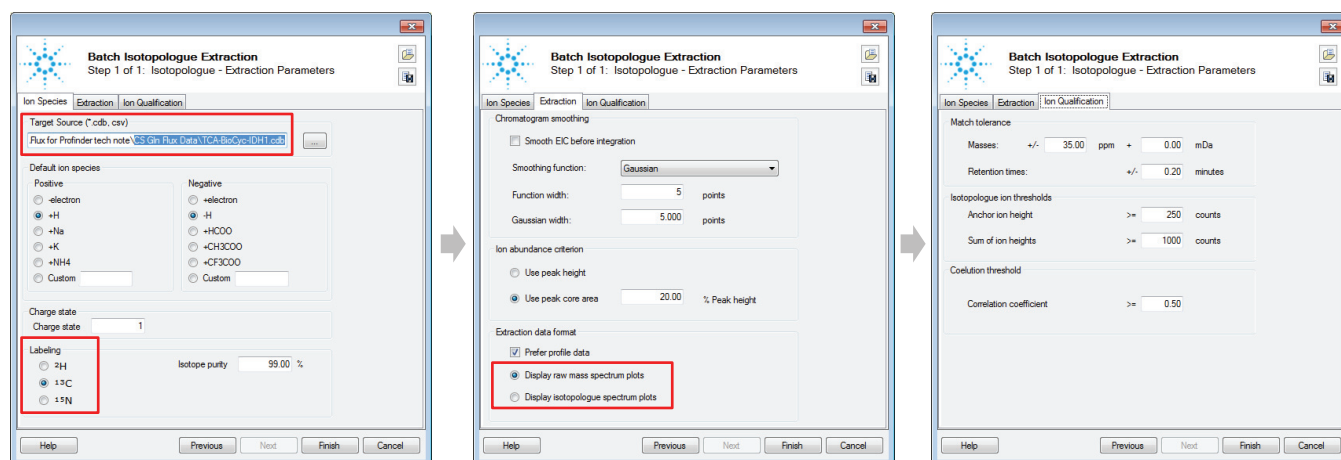 Batch Isotopologue Extraction
Step 1 of 1: Isotopologue - Extraction Parameters
Ion Species Extraction Ion Qualification
Target Source (*.cdb, csv)
Flux for Profinder tech note\CS Gln Flux Data\TCA-BioCyc-IDH1.cdb ...
Default ion species
Positive Negative
-electron +electron
+H -H
+Na +HCOO
+K +CH3COO
+NH4 +CF3COO
Custom Custom
Charge state
Charge state 1
Labeling
²H Isotope purity 99.00 %
¹³C
¹⁵N
Help Previous Next Finish Cancel
Batch Isotopologue Extraction
Step 1 of 1: Isotopologue - Extraction Parameters
Ion Species Extraction Ion Qualification
Chromatogram smoothing
Smooth EIC before integration
Smoothing function: Gaussian
Function width: 5 points
Gaussian width: 5.000 points
Ion abundance criterion
Use peak height
Use peak core area 20.00 % Peak height
Extraction data format
Prefer profile data
Display raw mass spectrum plots
Display isotopologue spectrum plots
Help Previous Next Finish Cancel
Batch Isotopologue Extraction
Step 1 of 1: Isotopologue - Extraction Parameters
Ion Species Extraction Ion Qualification
Match tolerance
Masses: +/- 35.00 ppm + 0.00 mDa
Retention times: +/- 0.20 minutes
Isotopologue ion thresholds
Anchor ion height >= 250 counts
Sum of ion heights >= 1000 counts
Coelution threshold
Correlation coefficient >= 0.50
Help Previous Next Finish Cancel